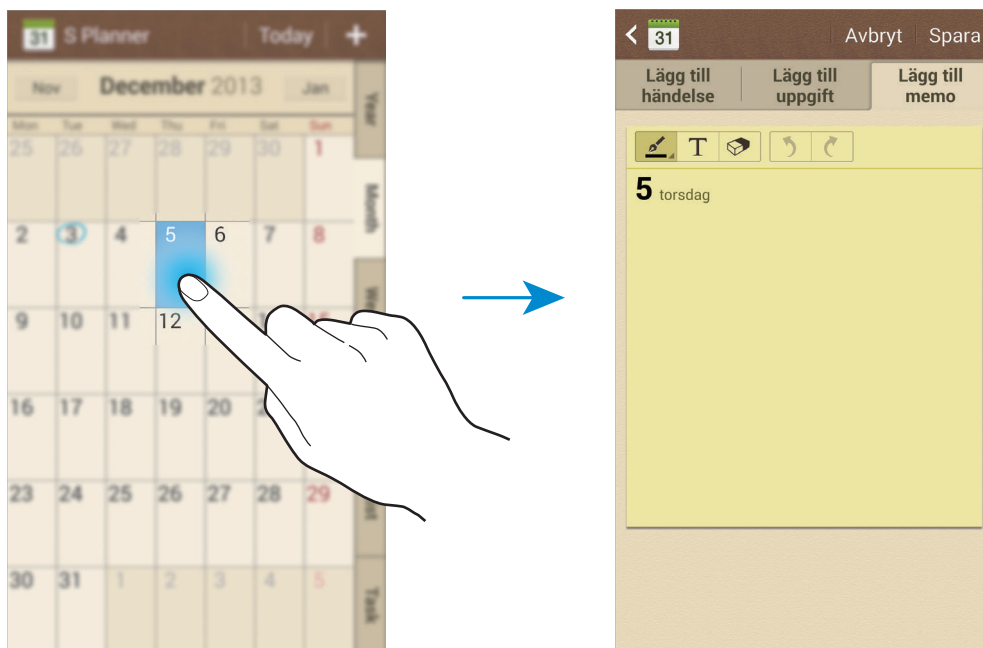 31 S Planner Today +
Nov December 2013 Jan
Mon Tue Wed Thu Fri Sat Sun
25 26 27 28 29 30 1
2 3 4 5 6 7 8
9 10 11 12
16 17 18 19 20
23 24 25 26 27 28 29
30 31 1 2 3 4 5
Year
Month
Task
31 Avbryt Spara
Lägg till händelse
Lägg till uppgift
Lägg till memo
T
5 torsdag